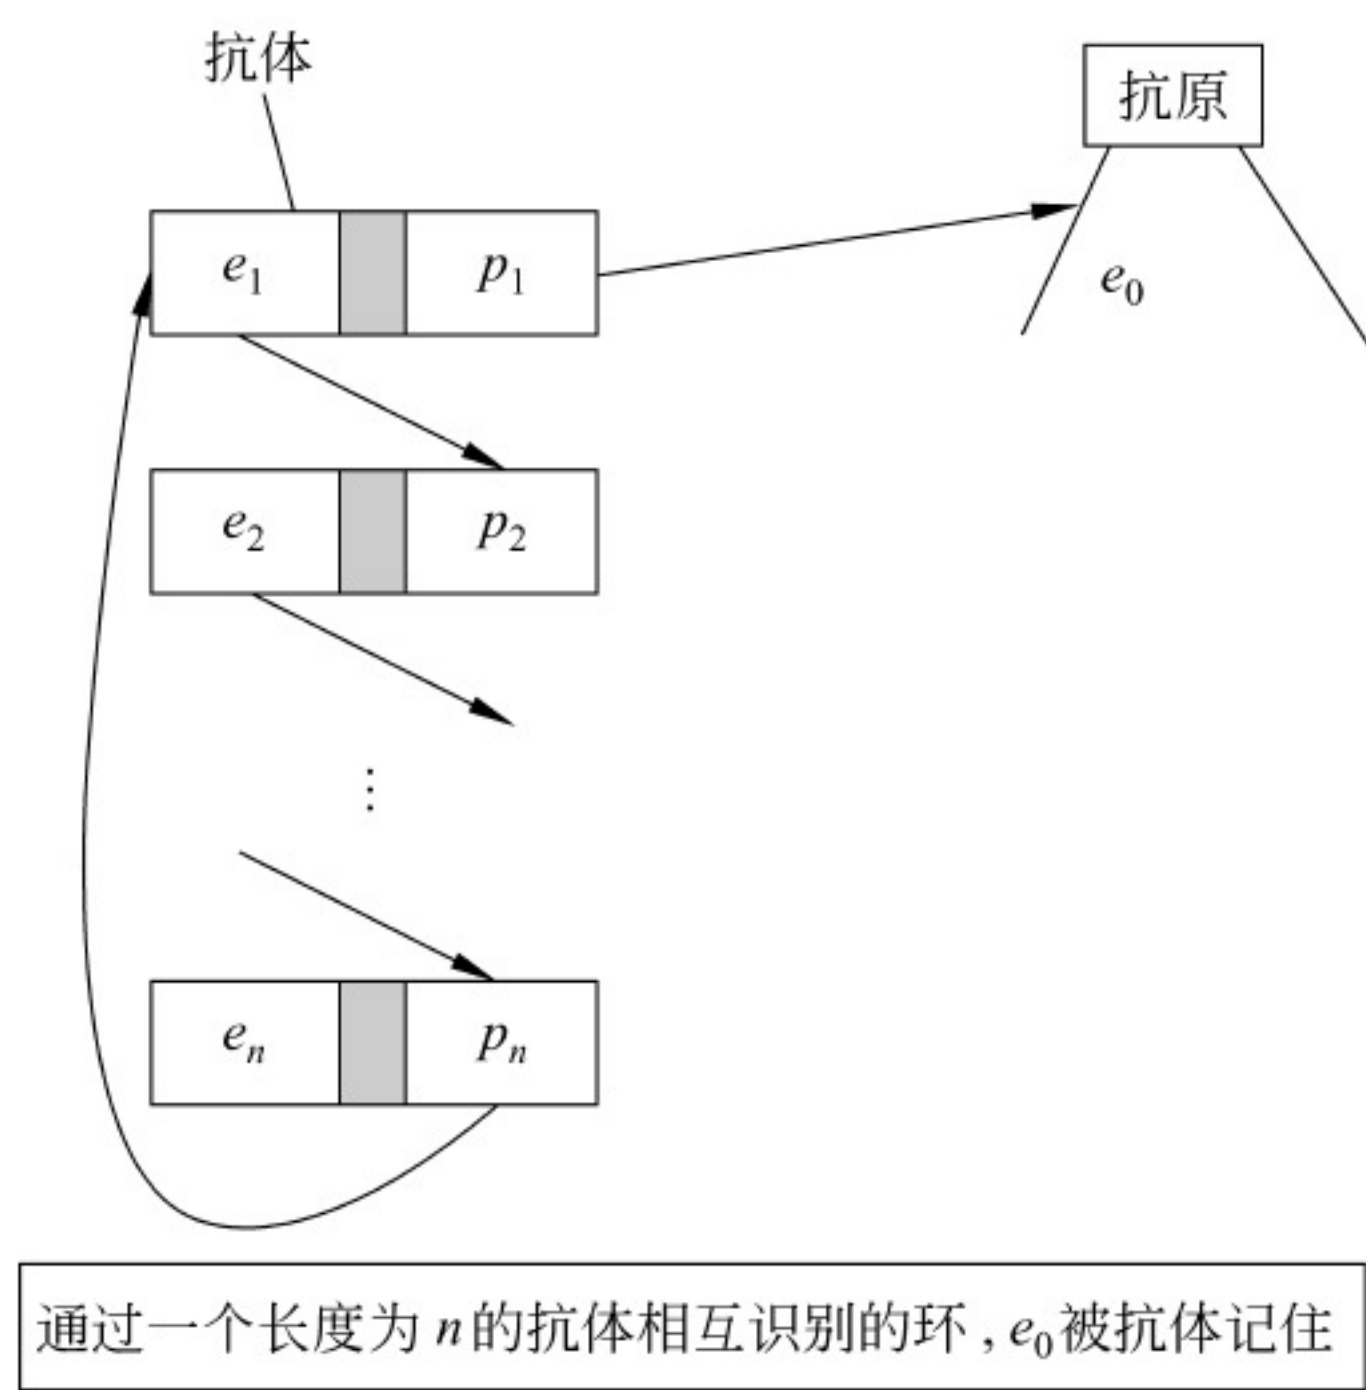 抗体
抗原
e₁ p₁
e₀
e₂ p₂
⋮
eₙ pₙ
通过一个长度为 n 的抗体相互识别的环，e₀被抗体记住